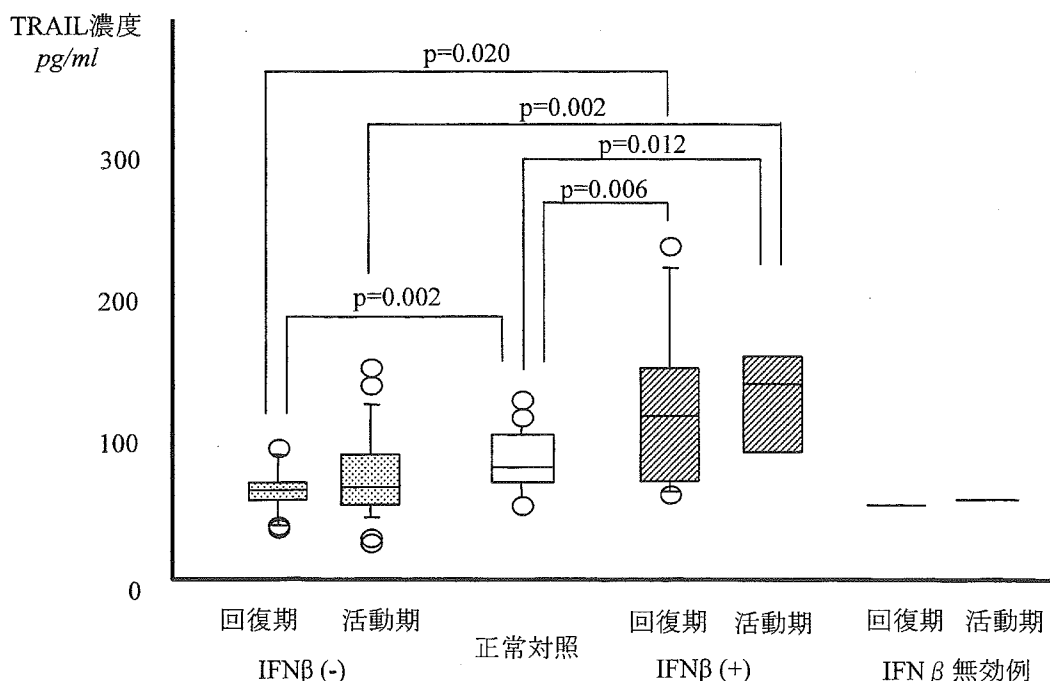 TRAIL濃度
pg/ml
p=0.020
p=0.002
300
p=0.012
p=0.006
200
p=0.002
100
0
回復期 活動期 正常対照 回復期 活動期 回復期 活動期
IFNβ (-) IFNβ (+) IFN β 無効例